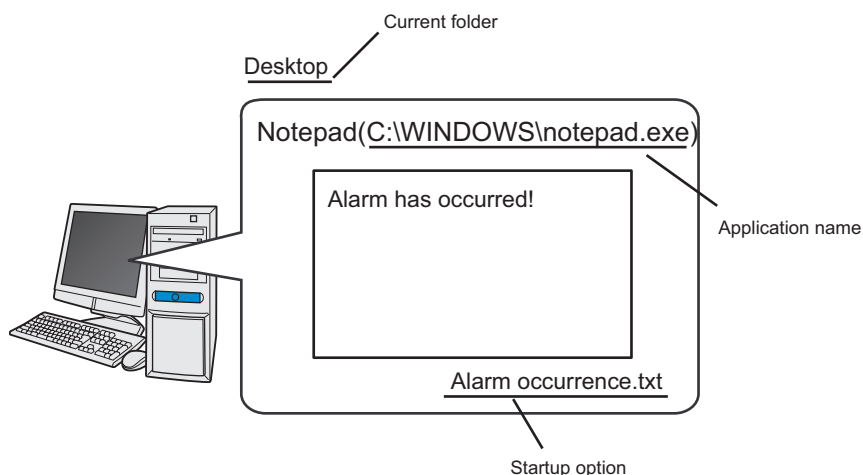 Current folder
Desktop
Notepad(C:\WINDOWS\notepad.exe)
Alarm has occurred!
Application name
Alarm occurrence.txt
Startup option